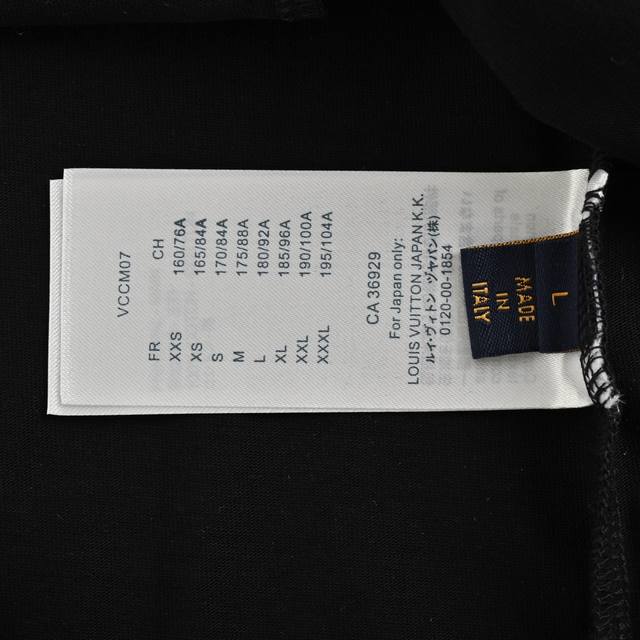 VCCM07
FR CH
XXS 160/76A
XS 165/84A
S 170/84A
M 175/88A
L 180/92A
XL 185/96A
XXL 190/100A
XXXL 195/104A
CA 36929
For Japan only:
LOUIS VUITTON JAPAN K.K.
ルイ・ヴィトン ジャパン(株)
0120-00-1854
L
MADE
IN
ITALY